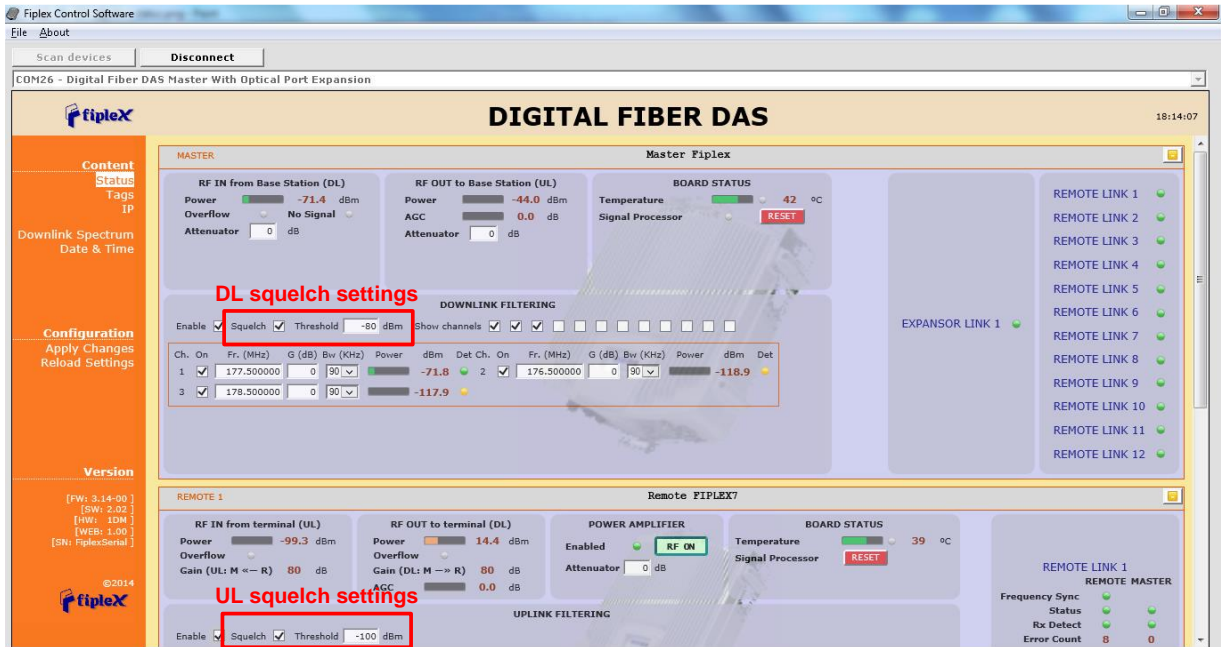 Fiplex Control Software
File About
Scan devices Disconnect
COM26 - Digital Fiber DAS Master With Optical Port Expansion
fipleX DIGITAL FIBER DAS 18:14:07
Content
Status
Tags
IP
Downlink Spectrum
Date & Time
Configuration
Apply Changes
Reload Settings
Version
[FW: 3.14-00 ]
[SW: 2.02 ]
[HW: 1DM ]
[WEB: 1.00 ]
[SN: FiplexSerial ]
©2014
fipleX
MASTER Master Fiplex
RF IN from Base Station (DL)
Power -71.4 dBm
Overflow No Signal
Attenuator 0 dB
RF OUT to Base Station (UL)
Power -44.0 dBm
AGC 0.0 dB
Attenuator 0 dB
BOARD STATUS
Temperature 42 ºC
Signal Processor RESET
DL squelch settings
DOWNLINK FILTERING
Enable Squelch Threshold -80 dBm Show channels
Ch. On Fr. (MHz) G (dB) Bw (KHz) Power dBm Det Ch. On Fr. (MHz) G (dB) Bw (KHz) Power dBm Det
1 177.500000 0 90 -71.8 2 176.500000 0 90 -118.9
3 178.500000 0 90 -117.9
EXPANSOR LINK 1
REMOTE LINK 1
REMOTE LINK 2
REMOTE LINK 3
REMOTE LINK 4
REMOTE LINK 5
REMOTE LINK 6
REMOTE LINK 7
REMOTE LINK 8
REMOTE LINK 9
REMOTE LINK 10
REMOTE LINK 11
REMOTE LINK 12
REMOTE 1 Remote FIPLEX7
RF IN from terminal (UL)
Power -99.3 dBm
Overflow
Gain (UL: M «— R) 80 dB
RF OUT to terminal (DL)
Power 14.4 dBm
Overflow
Gain (DL: M —» R) 80 dB
AGC 0.0 dB
POWER AMPLIFIER
Enabled RF ON
Attenuator 0 dB
BOARD STATUS
Temperature 39 ºC
Signal Processor RESET
UL squelch settings
UPLINK FILTERING
Enable Squelch Threshold -100 dBm
REMOTE LINK 1
REMOTE MASTER
Frequency Sync
Status
Rx Detect
Error Count 8 0